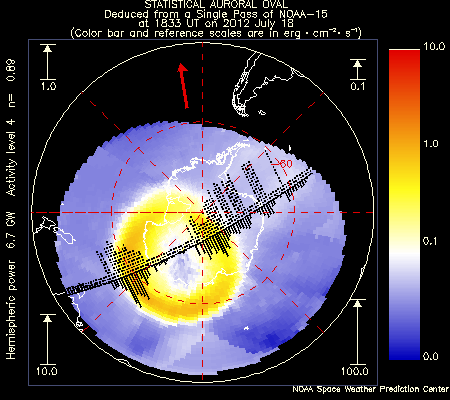 STATISTICAL AURORAL OVAL
Deduced from a Single Pass of NOAA-15
at 1833 UT on 2012 July 18
(Color bar and reference scales are in erg·cm⁻²·s⁻¹)
Hemispheric power 6.7 GW Activity level 4 n= 0.89
1.0
0.1
10.0
100.0
-60
10.0
1.0
0.1
0.0
NOAA Space Weather Prediction Center